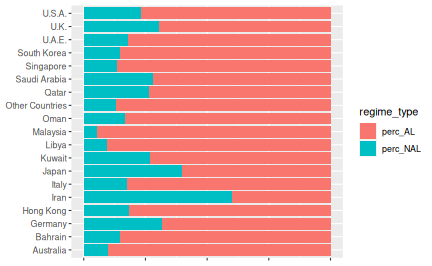 U.S.A.
U.K.
U.A.E.
South Korea
Singapore
Saudi Arabia
Qatar
Other Countries
Oman
Malaysia
Libya
Kuwait
Japan
Italy
Iran
Hong Kong
Germany
Bahrain
Australia
regime_type
perc_AL
perc_NAL